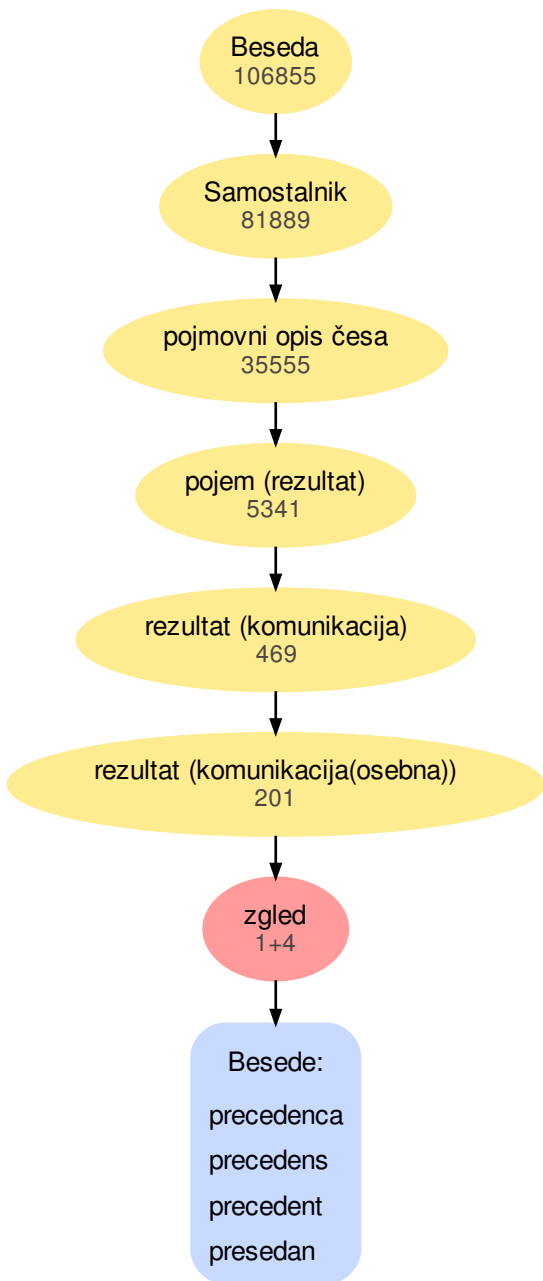 Beseda
106855
Samostalnik
81889
pojmovni opis česa
35555
pojem (rezultat)
5341
rezultat (komunikacija)
469
rezultat (komunikacija(osebna))
201
zgled
1+4
Besede:
precedenca
precedens
precedent
presedan